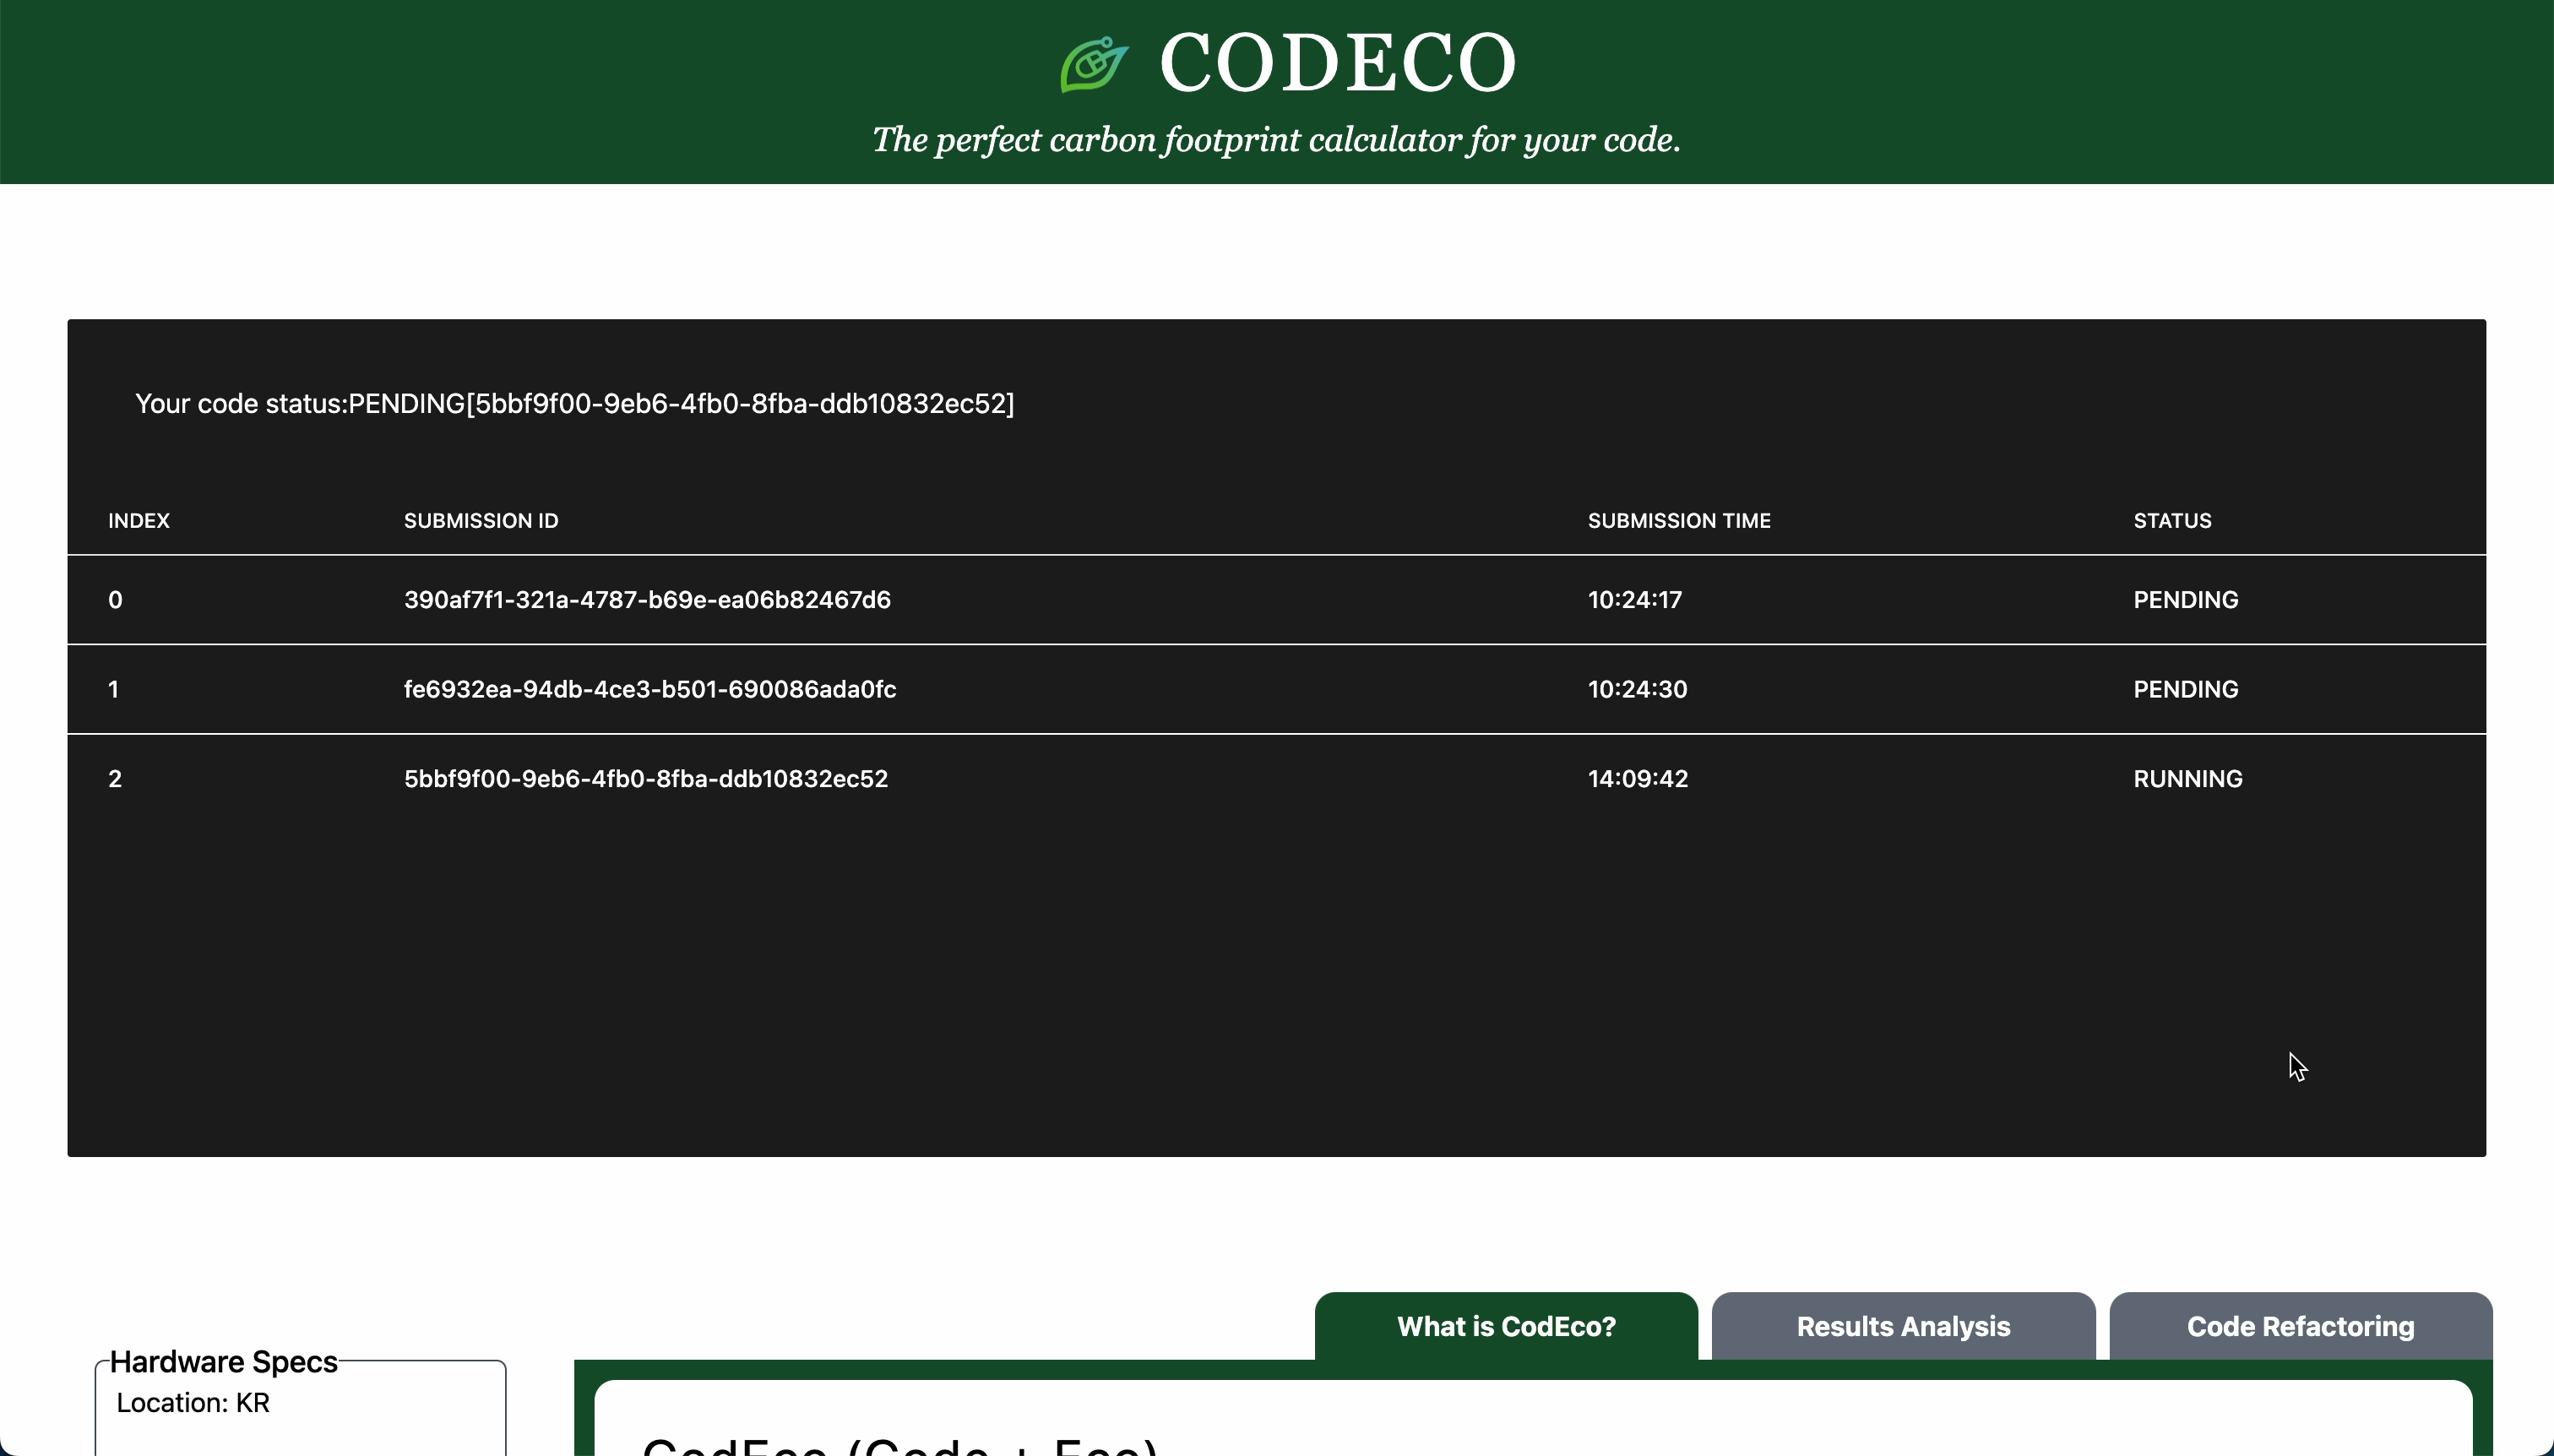 CODECO
The perfect carbon footprint calculator for your code.
Your code status:PENDING[5bbf9f00-9eb6-4fb0-8fba-ddb10832ec52]
INDEX SUBMISSION ID SUBMISSION TIME STATUS
0 390af7f1-321a-4787-b69e-ea06b82467d6 10:24:17 PENDING
1 fe6932ea-94db-4ce3-b501-690086ada0fc 10:24:30 PENDING
2 5bbf9f00-9eb6-4fb0-8fba-ddb10832ec52 14:09:42 RUNNING
What is CodEco? Results Analysis Code Refactoring
Hardware Specs
Location: KR
CodEco (Code + Eco)